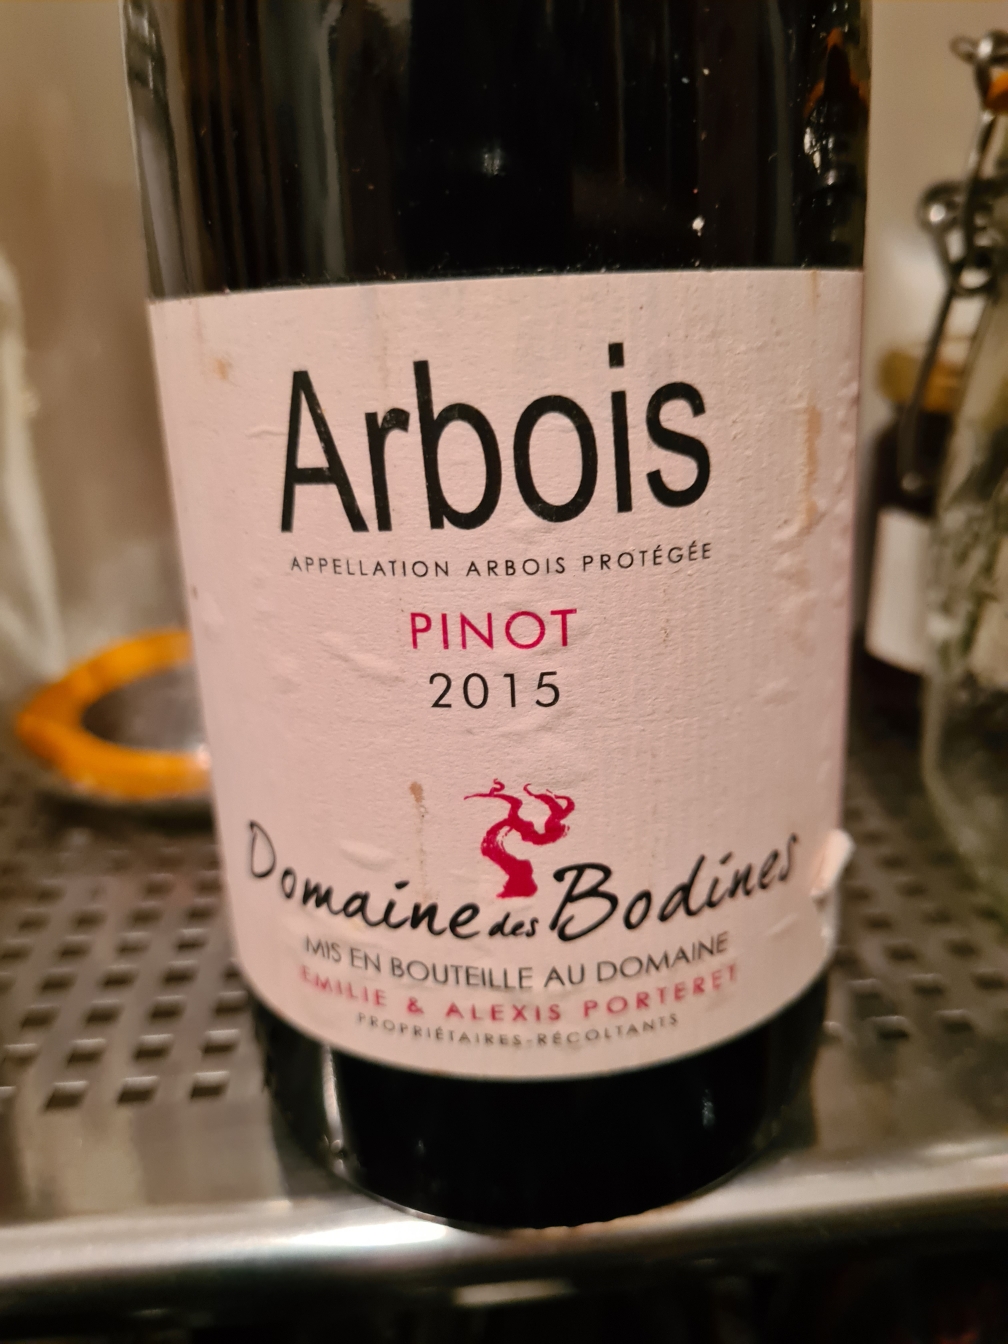 Arbois
APPELLATION ARBOIS PROTÉGÉE
PINOT
2015
Domaine des Bodines
MIS EN BOUTEILLE AU DOMAINE
EMILIE & ALEXIS PORTERET
PROPRIÉTAIRES-RÉCOLTANTS